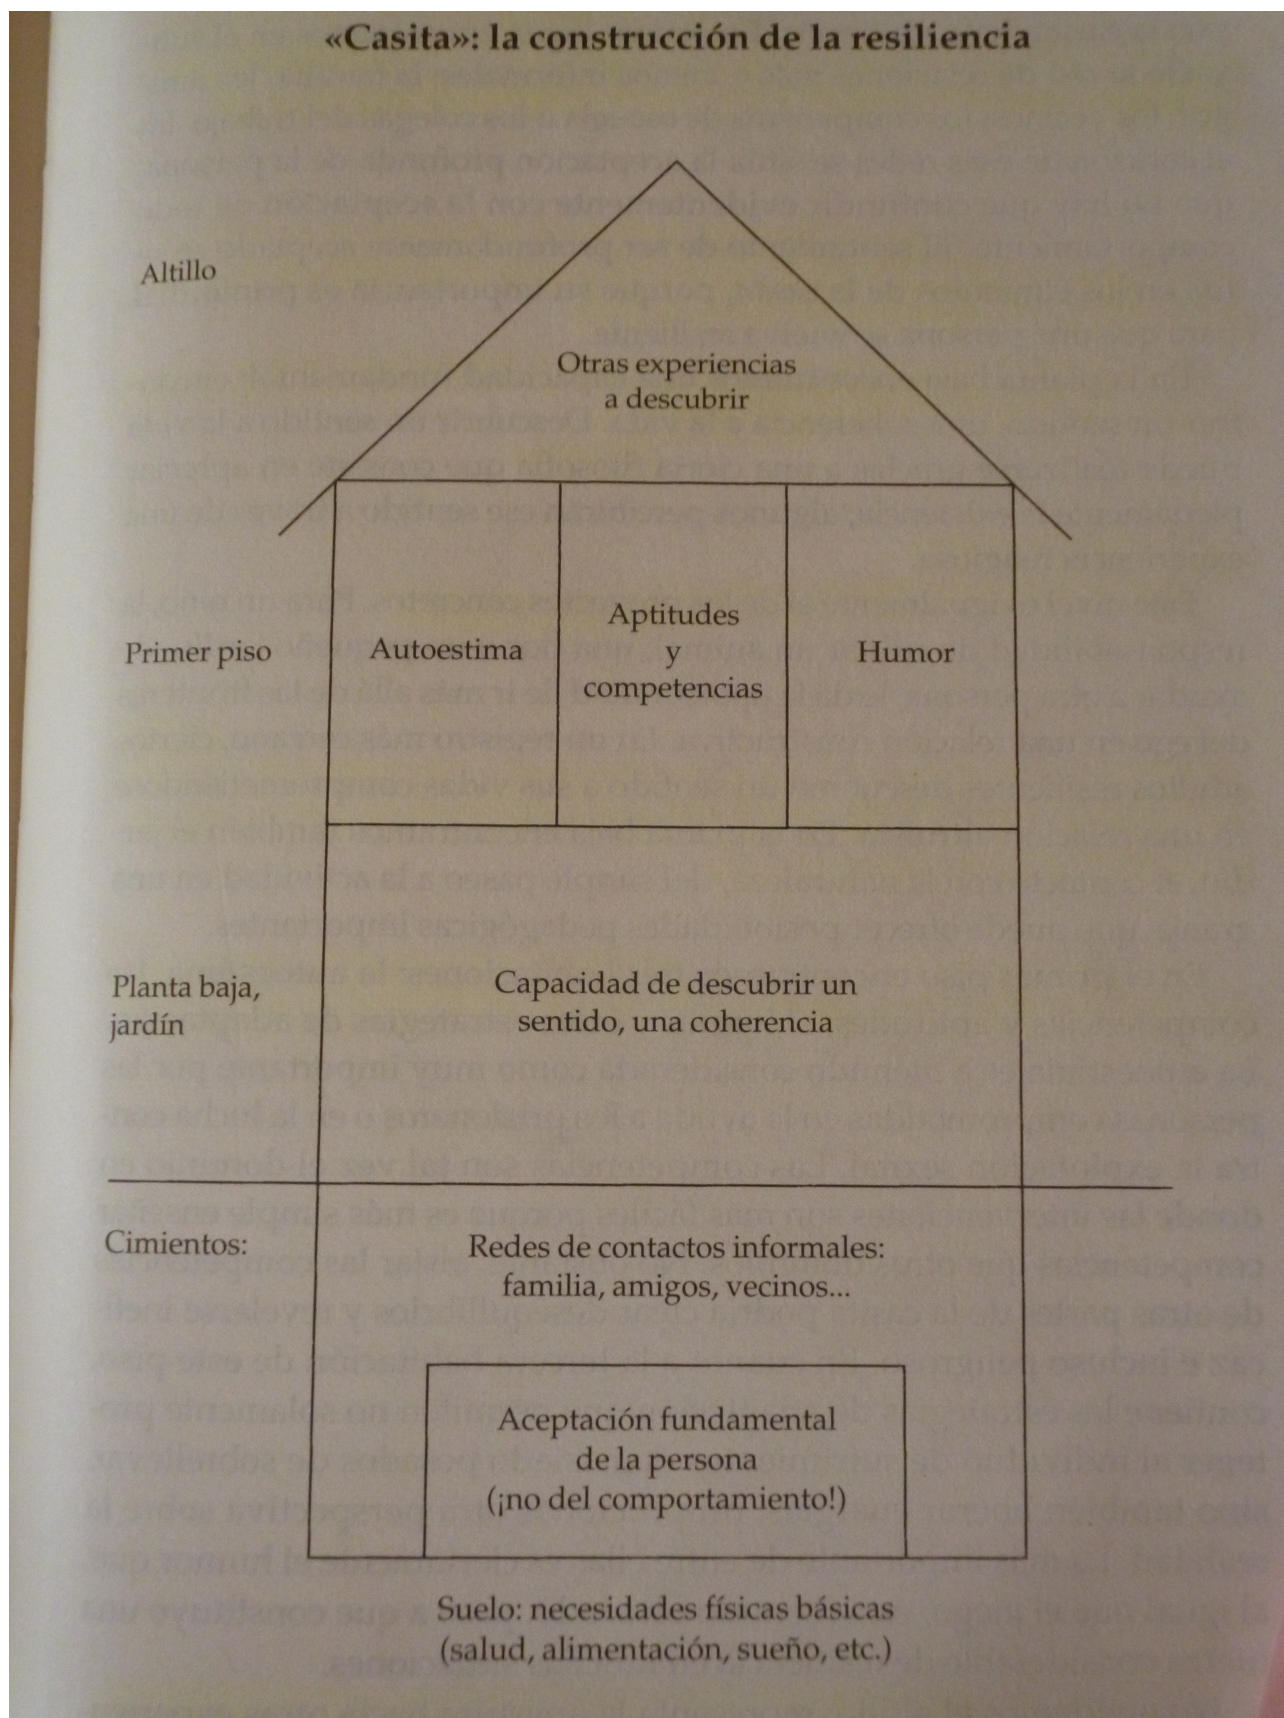 «Casita»: la construcción de la resiliencia
Altillo
Otras experiencias
a descubrir
Primer piso
Autoestima
Aptitudes
y
competencias
Humor
Planta baja,
jardín
Capacidad de descubrir un
sentido, una coherencia
Cimientos:
Redes de contactos informales:
familia, amigos, vecinos...
Aceptación fundamental
de la persona
(¡no del comportamiento!)
Suelo: necesidades físicas básicas
(salud, alimentación, sueño, etc.)